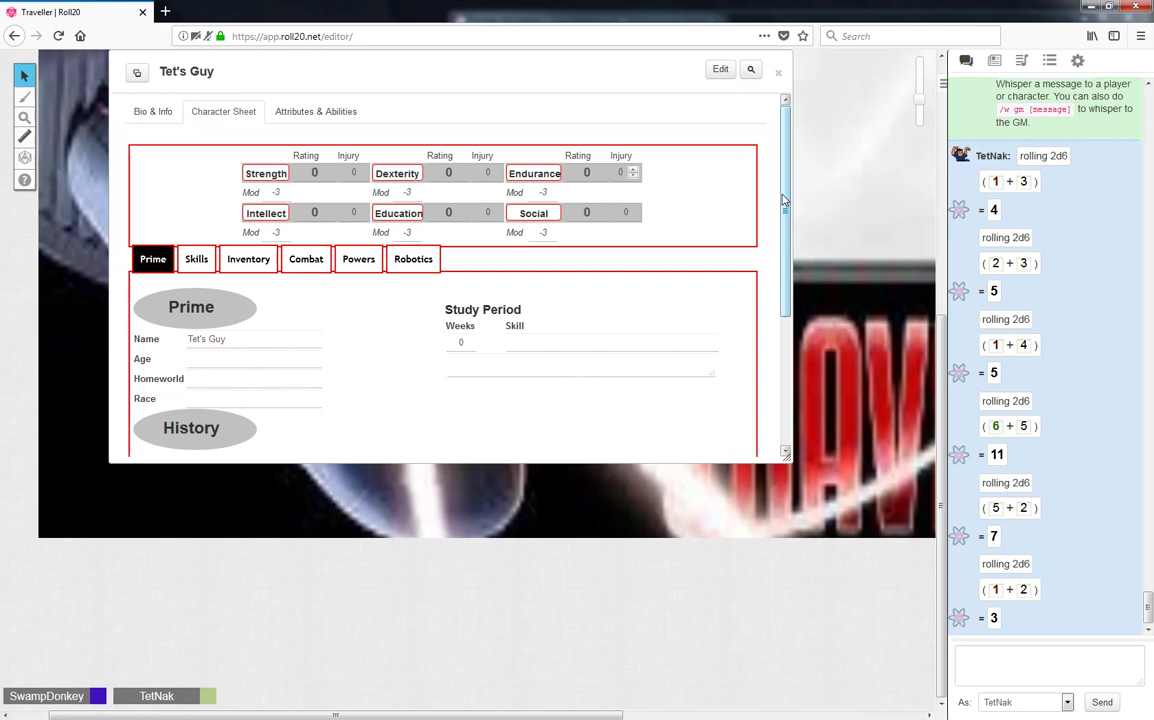 Traveller | Roll20
https://app.roll20.net/editor/
Search
Tet's Guy
Edit
Bio & Info
Character Sheet
Attributes & Abilities
Rating Injury Rating Injury Rating Injury
Strength 0 0 Dexterity 0 0 Endurance 0 0
Mod -3 Mod -3 Mod -3
Intellect 0 0 Education 0 0 Social 0 0
Mod -3 Mod -3 Mod -3
Prime Skills Inventory Combat Powers Robotics
Prime
Name Tet's Guy
Age
Homeworld
Race
History
Study Period
Weeks Skill
0
Whisper a message to a player
or character. You can also do
/w gm [message] to whisper to
the GM.
TetNak: rolling 2d6
( 1 + 3 )
= 4
rolling 2d6
( 2 + 3 )
= 5
rolling 2d6
( 1 + 4 )
= 5
rolling 2d6
( 6 + 5 )
= 11
rolling 2d6
( 5 + 2 )
= 7
rolling 2d6
( 1 + 2 )
= 3
As: TetNak Send
SwampDonkey
TetNak